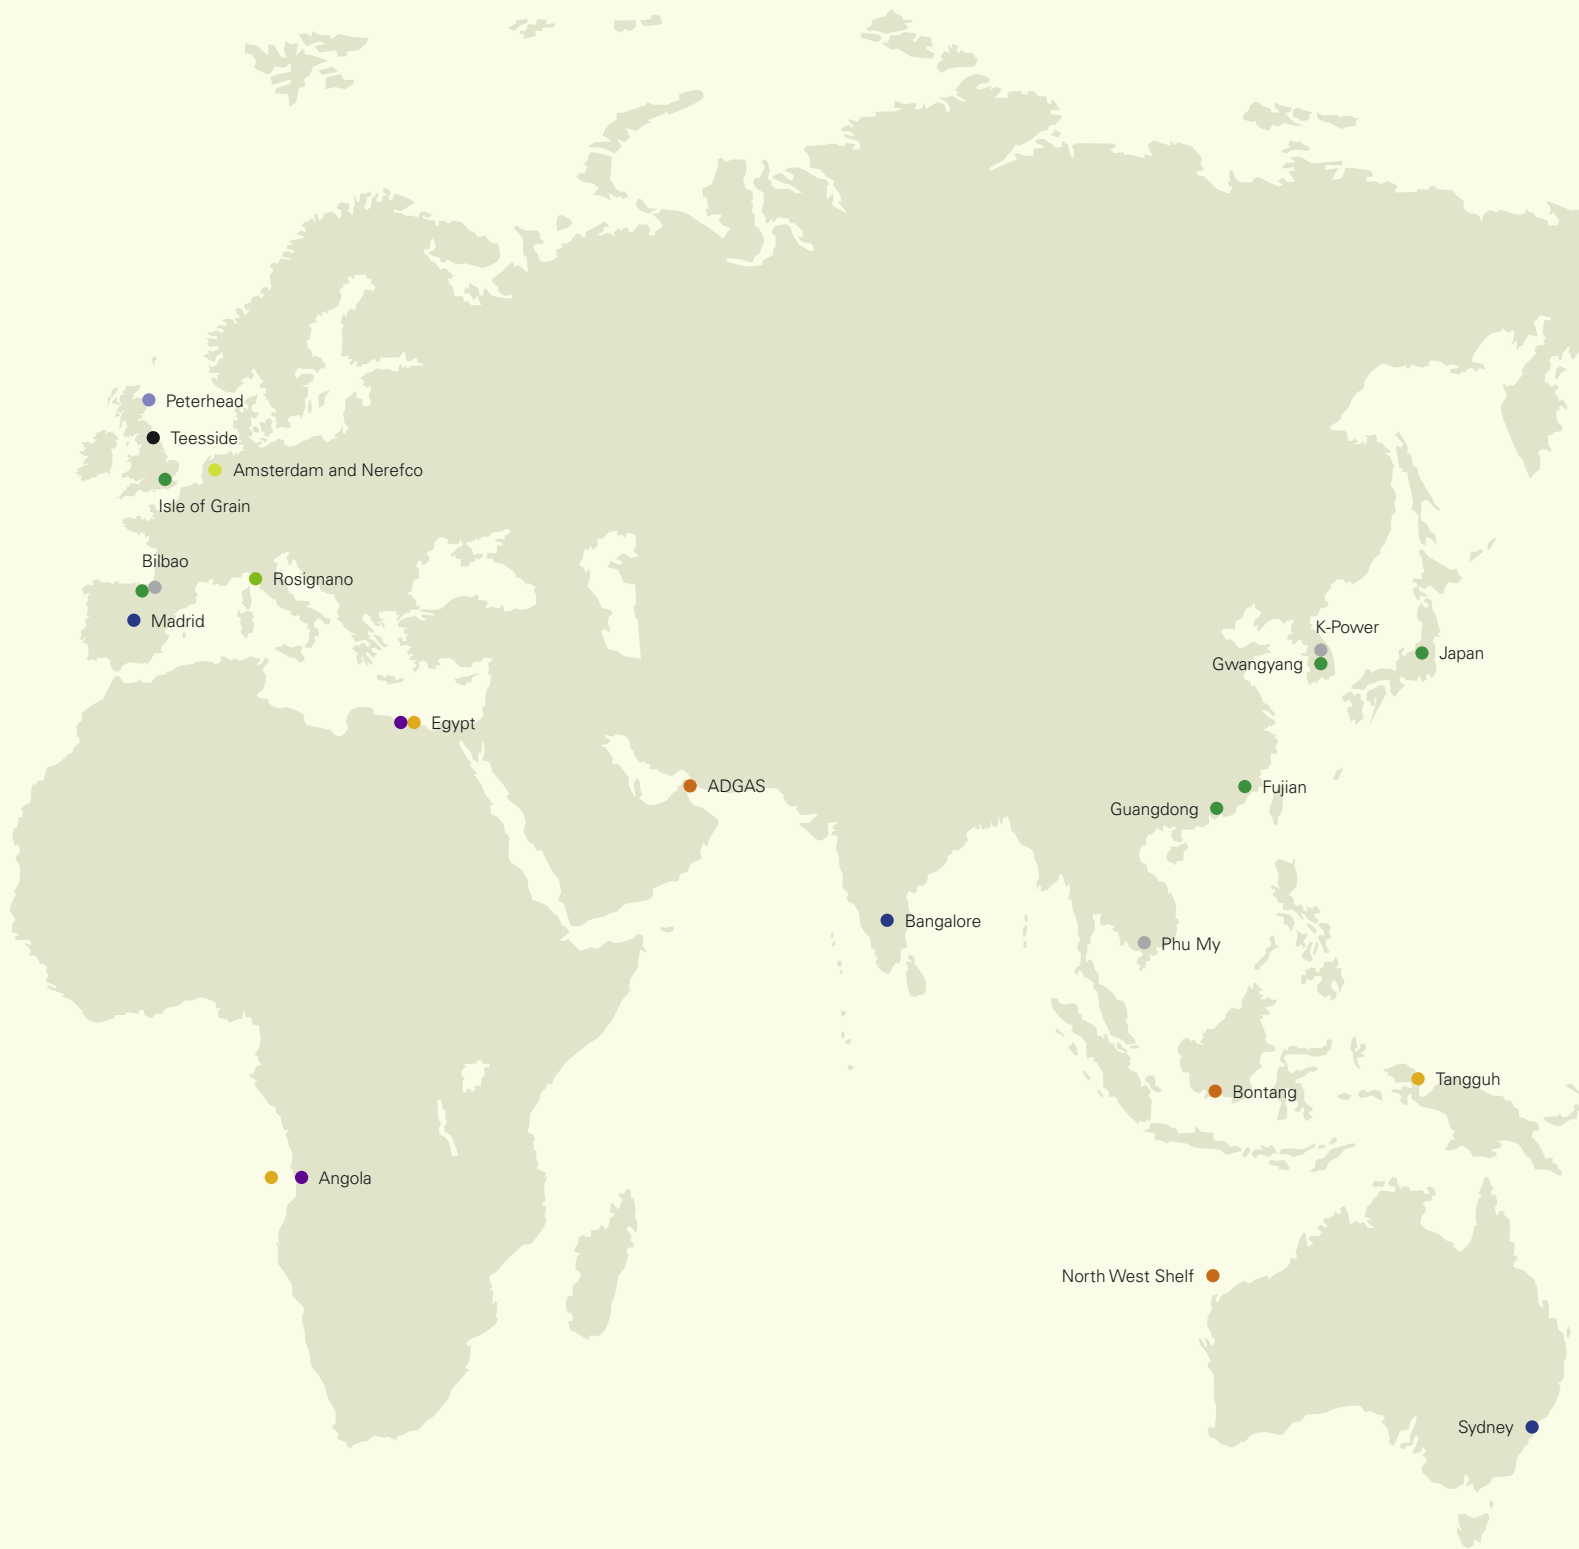 Peterhead
Teesside
Amsterdam and Nerefco
Isle of Grain
Bilbao
Rosignano
Madrid
K-Power
Japan
Gwangyang
Egypt
ADGAS
Fujian
Guangdong
Bangalore
Phu My
Tangguh
Bontang
Angola
North West Shelf
Sydney